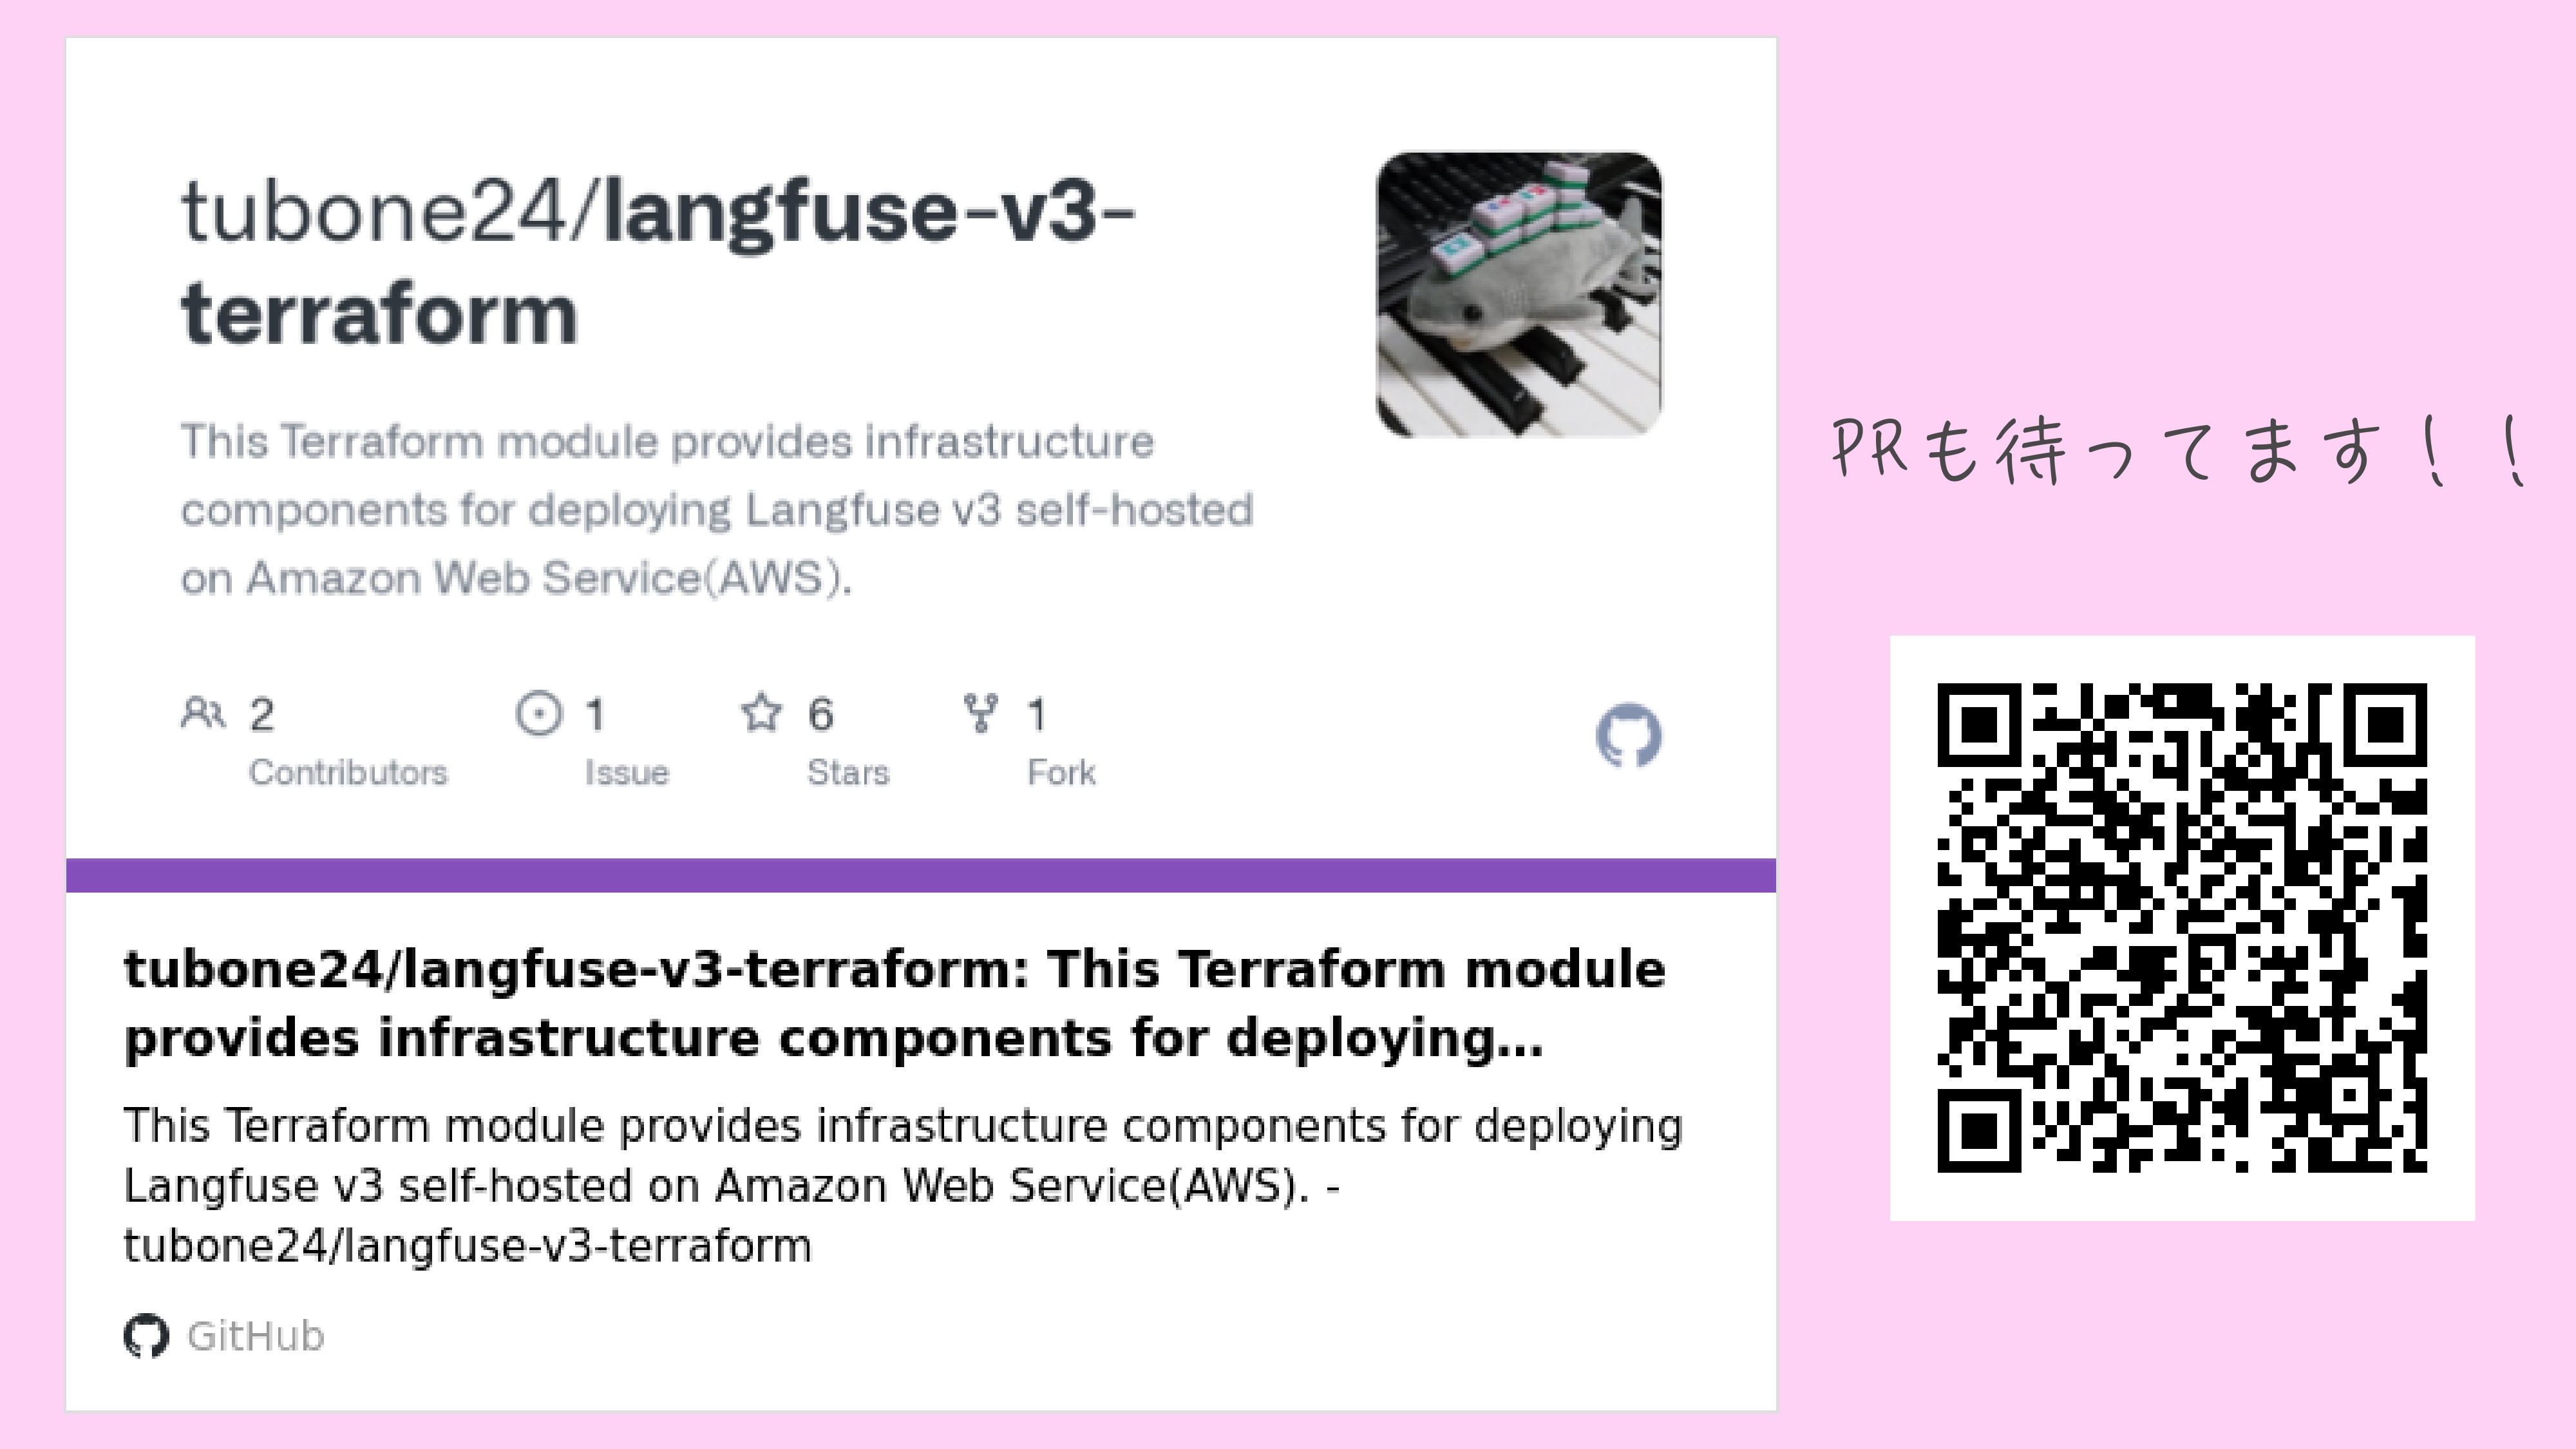 tubone24/langfuse-v3-
terraform
This Terraform module provides infrastructure
components for deploying Langfuse v3 self-hosted
on Amazon Web Service(AWS).
2 1 6 1
Contributors Issue Stars Fork
PRも待ってます！！
tubone24/langfuse-v3-terraform: This Terraform module
provides infrastructure components for deploying…
This Terraform module provides infrastructure components for deploying
Langfuse v3 self-hosted on Amazon Web Service(AWS). -
tubone24/langfuse-v3-terraform
GitHub